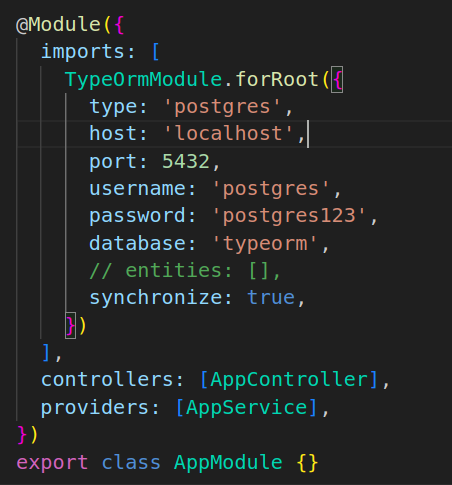 @Module({
imports: [
TypeOrmModule.forRoot({
type: 'postgres',
host: 'localhost',
port: 5432,
username: 'postgres',
password: 'postgres123',
database: 'typeorm',
// entities: [],
synchronize: true,
})
],
controllers: [AppController],
providers: [AppService],
})
export class AppModule {}